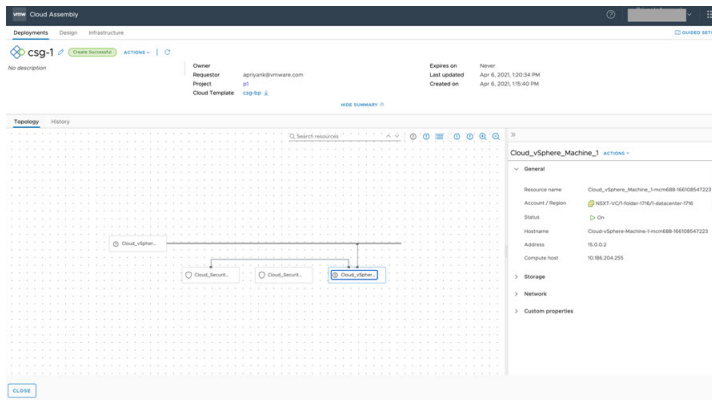 vmw Cloud Assembly
Deployments Design Infrastructure
GUIDED SETU
csg-1 Create Successful ACTIONS
No description
Owner
Requestor apriyank@vmware.com
Project p1
Cloud Template csg-bp
Expires on Never
Last updated Apr 6, 2021, 1:20:34 PM
Created on Apr 6, 2021, 1:15:40 PM
HIDE SUMMARY
Topology History
Search resources
Cloud_vSpher...
Cloud_Securit...
Cloud_Securit...
Cloud_vSpher...
Cloud_vSphere_Machine_1 ACTIONS
General
Resource name Cloud_vSphere_Machine_1-mcm688-166108547223
Account / Region NSXT-VC/1-folder-1716/1-datacenter-1716
Status On
Hostname Cloud-vSphere-Machine-1-mcm688-166108547223
Address 15.0.0.2
Compute host 10.186.204.255
Storage
Network
Custom properties
CLOSE